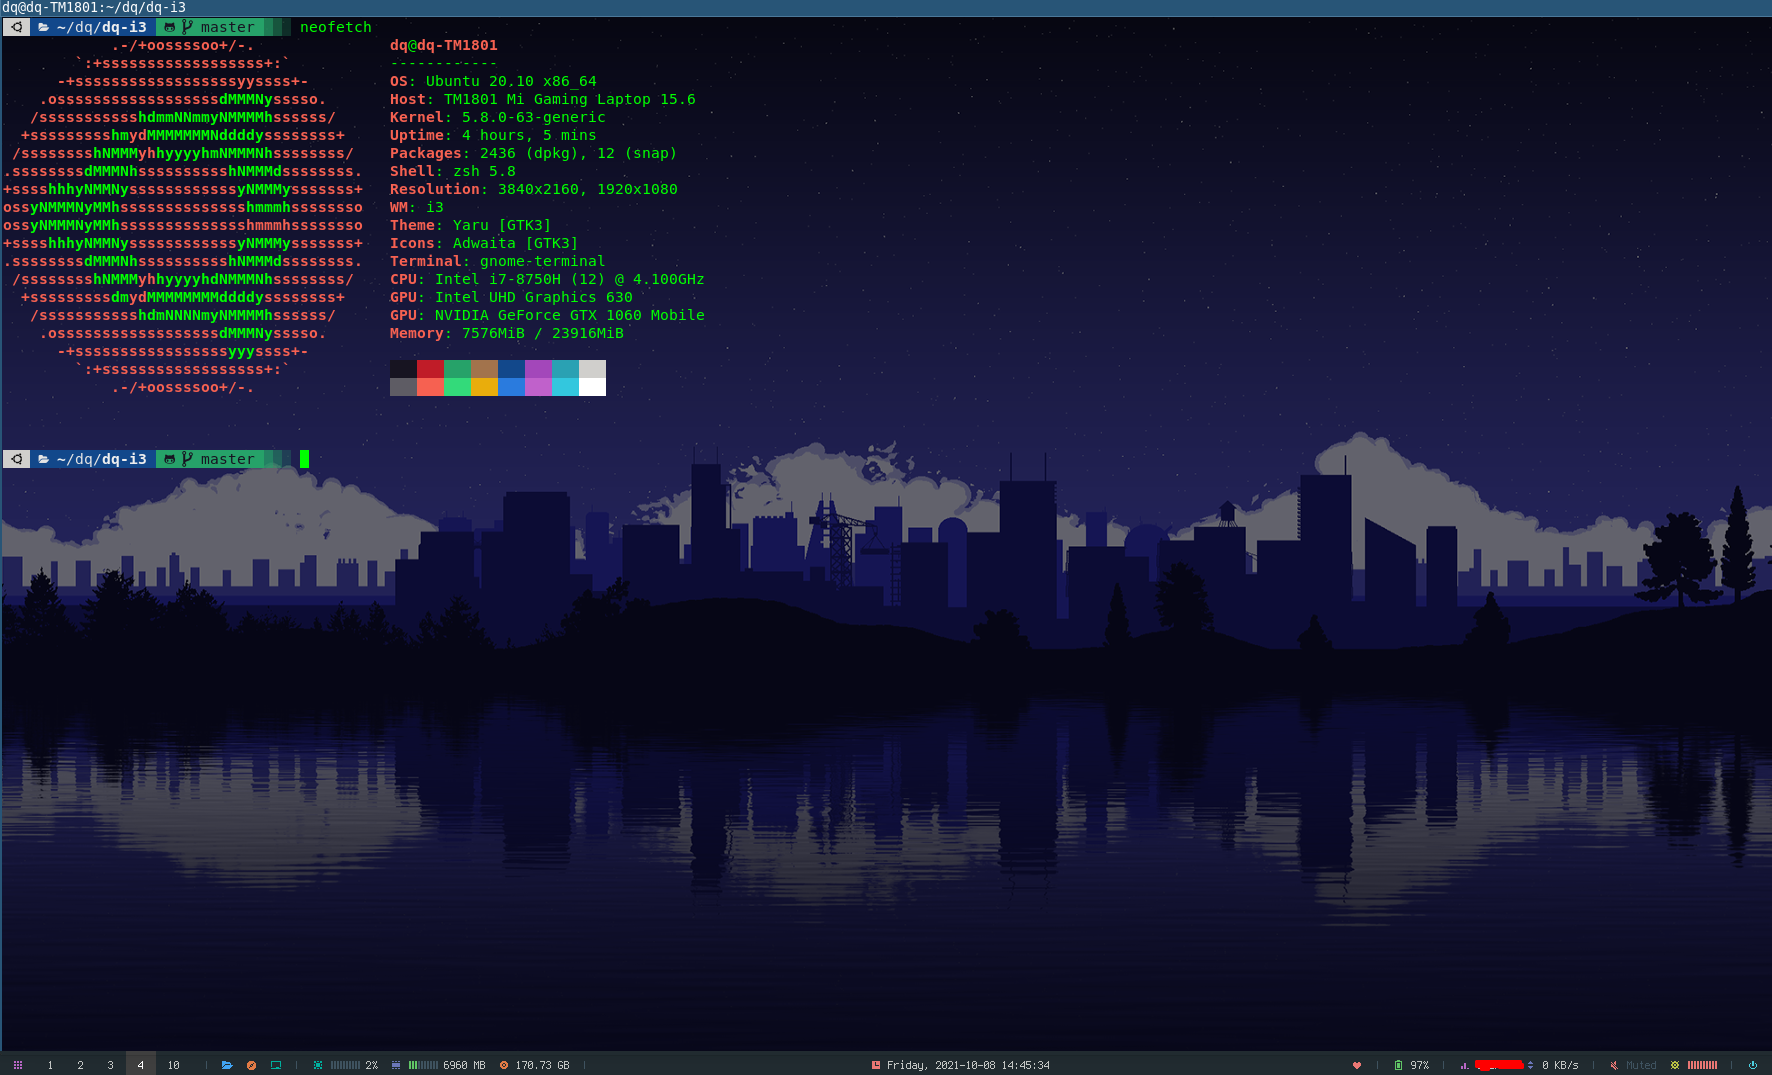 dq@dq-TM1801:~/dq/dq-i3
~/dq/dq-i3 master neofetch
.-/+oossssoo+/-. dq@dq-TM1801
`:+ssssssssssssssssss+:` ------------
-+ssssssssssssssssssyyssss+- OS: Ubuntu 20.10 x86_64
.ossssssssssssssssssdMMMNysssso. Host: TM1801 Mi Gaming Laptop 15.6
/ssssssssssshdmmNNmmyNMMMMhssssss/ Kernel: 5.8.0-63-generic
+ssssssssshmydMMMMMMMNddddyssssssss+ Uptime: 4 hours, 5 mins
/sssssssshNMMMyhhyyyyhmNMMMNhssssssss/ Packages: 2436 (dpkg), 12 (snap)
.ssssssssdMMMNhsssssssssshNMMMdssssssss. Shell: zsh 5.8
+sssshhhyNMMNyssssssssssssyNMMMysssssss+ Resolution: 3840x2160, 1920x1080
ossyNMMMNyMMhsssssssssssssshmmmhssssssso WM: i3
ossyNMMMNyMMhsssssssssssssshmmmhssssssso Theme: Yaru [GTK3]
+sssshhhyNMMNyssssssssssssyNMMMysssssss+ Icons: Adwaita [GTK3]
.ssssssssdMMMNhsssssssssshNMMMdssssssss. Terminal: gnome-terminal
/sssssssshNMMMyhhyyyyhdNMMMNhssssssss/ CPU: Intel i7-8750H (12) @ 4.100GHz
+sssssssssdmydMMMMMMMMddddyssssssss+ GPU: Intel UHD Graphics 630
/ssssssssssshdmNNNNmyNMMMMhssssss/ GPU: NVIDIA GeForce GTX 1060 Mobile
.ossssssssssssssssssdMMMNysssso. Memory: 7576MiB / 23916MiB
-+sssssssssssssssssyyyssss+-
`:+ssssssssssssssssss+:`
.-/+oossssoo+/-.
~/dq/dq-i3 master
1 2 3 4 10 2% 6960 MB 170.73 GB Friday, 2021-10-08 14:45:34 97% 0 KB/s Muted